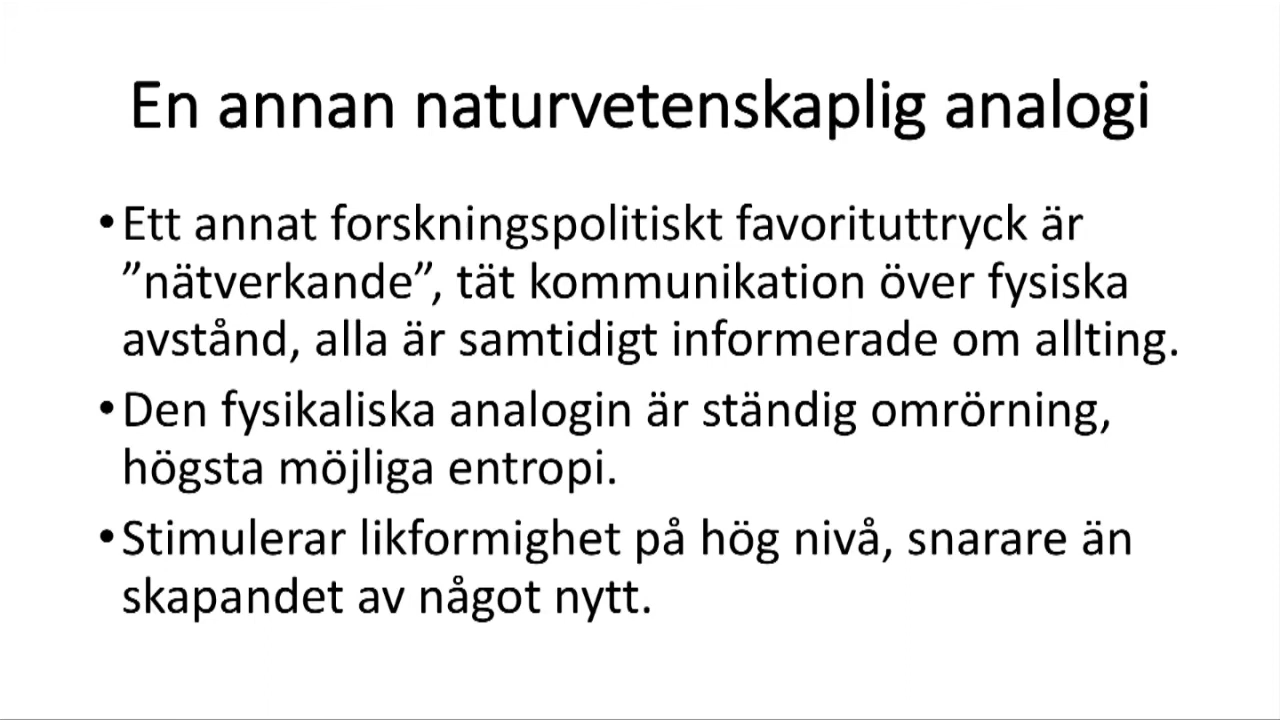 En annan naturvetenskaplig analogi
•Ett annat forskningspolitiskt favorituttryck är
”nätverkande”, tät kommunikation över fysiska
avstånd, alla är samtidigt informerade om allting.
•Den fysikaliska analogin är ständig omrörning,
högsta möjliga entropi.
•Stimulerar likformighet på hög nivå, snarare än
skapandet av något nytt.